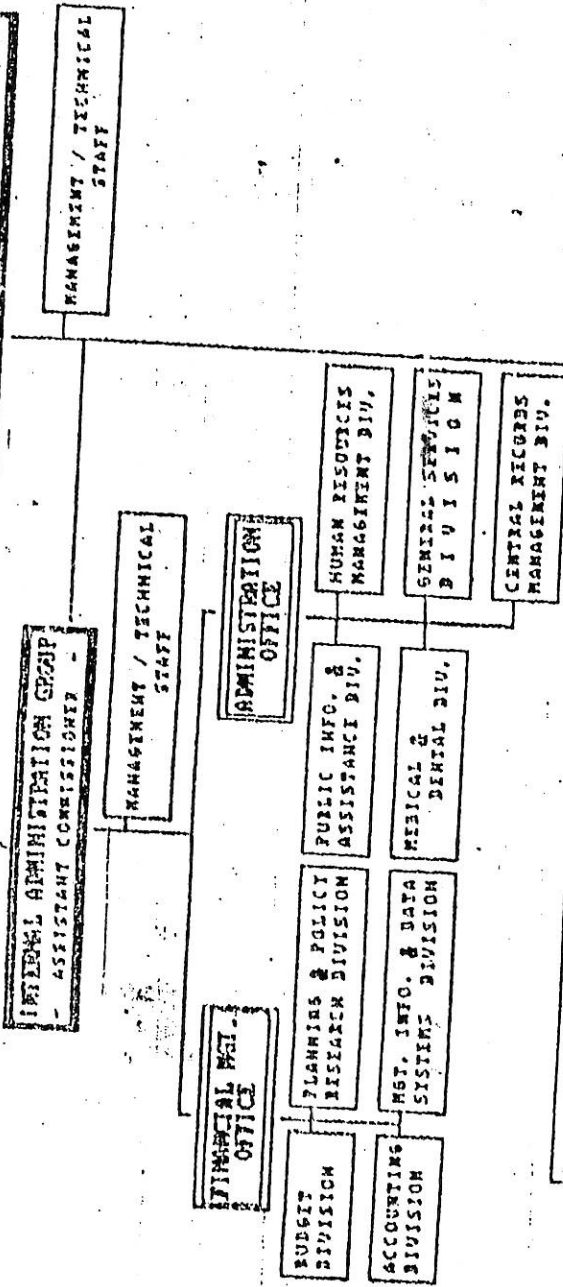 MANAGEMENT / TECHNICAL
STAFF
INTERNAL ADMINISTRATION GROUP
- ASSISTANT COMMISSIONER -
MANAGEMENT / TECHNICAL
STAFF
FINANCIAL MGT.
OFFICE
ADMINISTRATION
OFFICE
BUDGET
DIVISION
PLANNING & POLICY
RESEARCH DIVISION
PUBLIC INFO. &
ASSISTANCE DIV.
HUMAN RESOURCES
MANAGEMENT DIV.
ACCOUNTING
DIVISION
MGT. INFO. & DATA
SYSTEMS DIVISION
MEDICAL &
DENTAL DIV.
GENERAL SERVICES
D I V I S I O N
CENTRAL RECORDS
MANAGEMENT DIV.